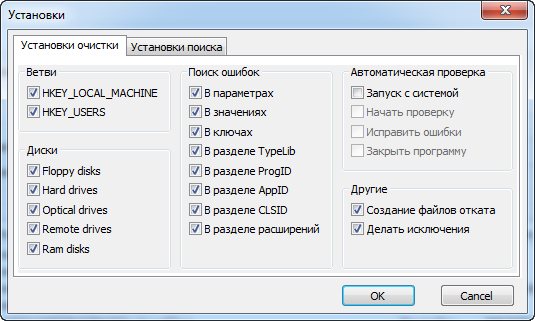 Установки
Установки очистки
Установки поиска
Ветви
HKEY_LOCAL_MACHINE
HKEY_USERS
Диски
Floppy disks
Hard drives
Optical drives
Remote drives
Ram disks
Поиск ошибок
В параметрах
В значениях
В ключах
В разделе TypeLib
В разделе ProgID
В разделе AppID
В разделе CLSID
В разделе расширений
Автоматическая проверка
Запуск с системой
Начать проверку
Исправить ошибки
Закрыть программу
Другие
Создание файлов отката
Делать исключения
OK
Cancel